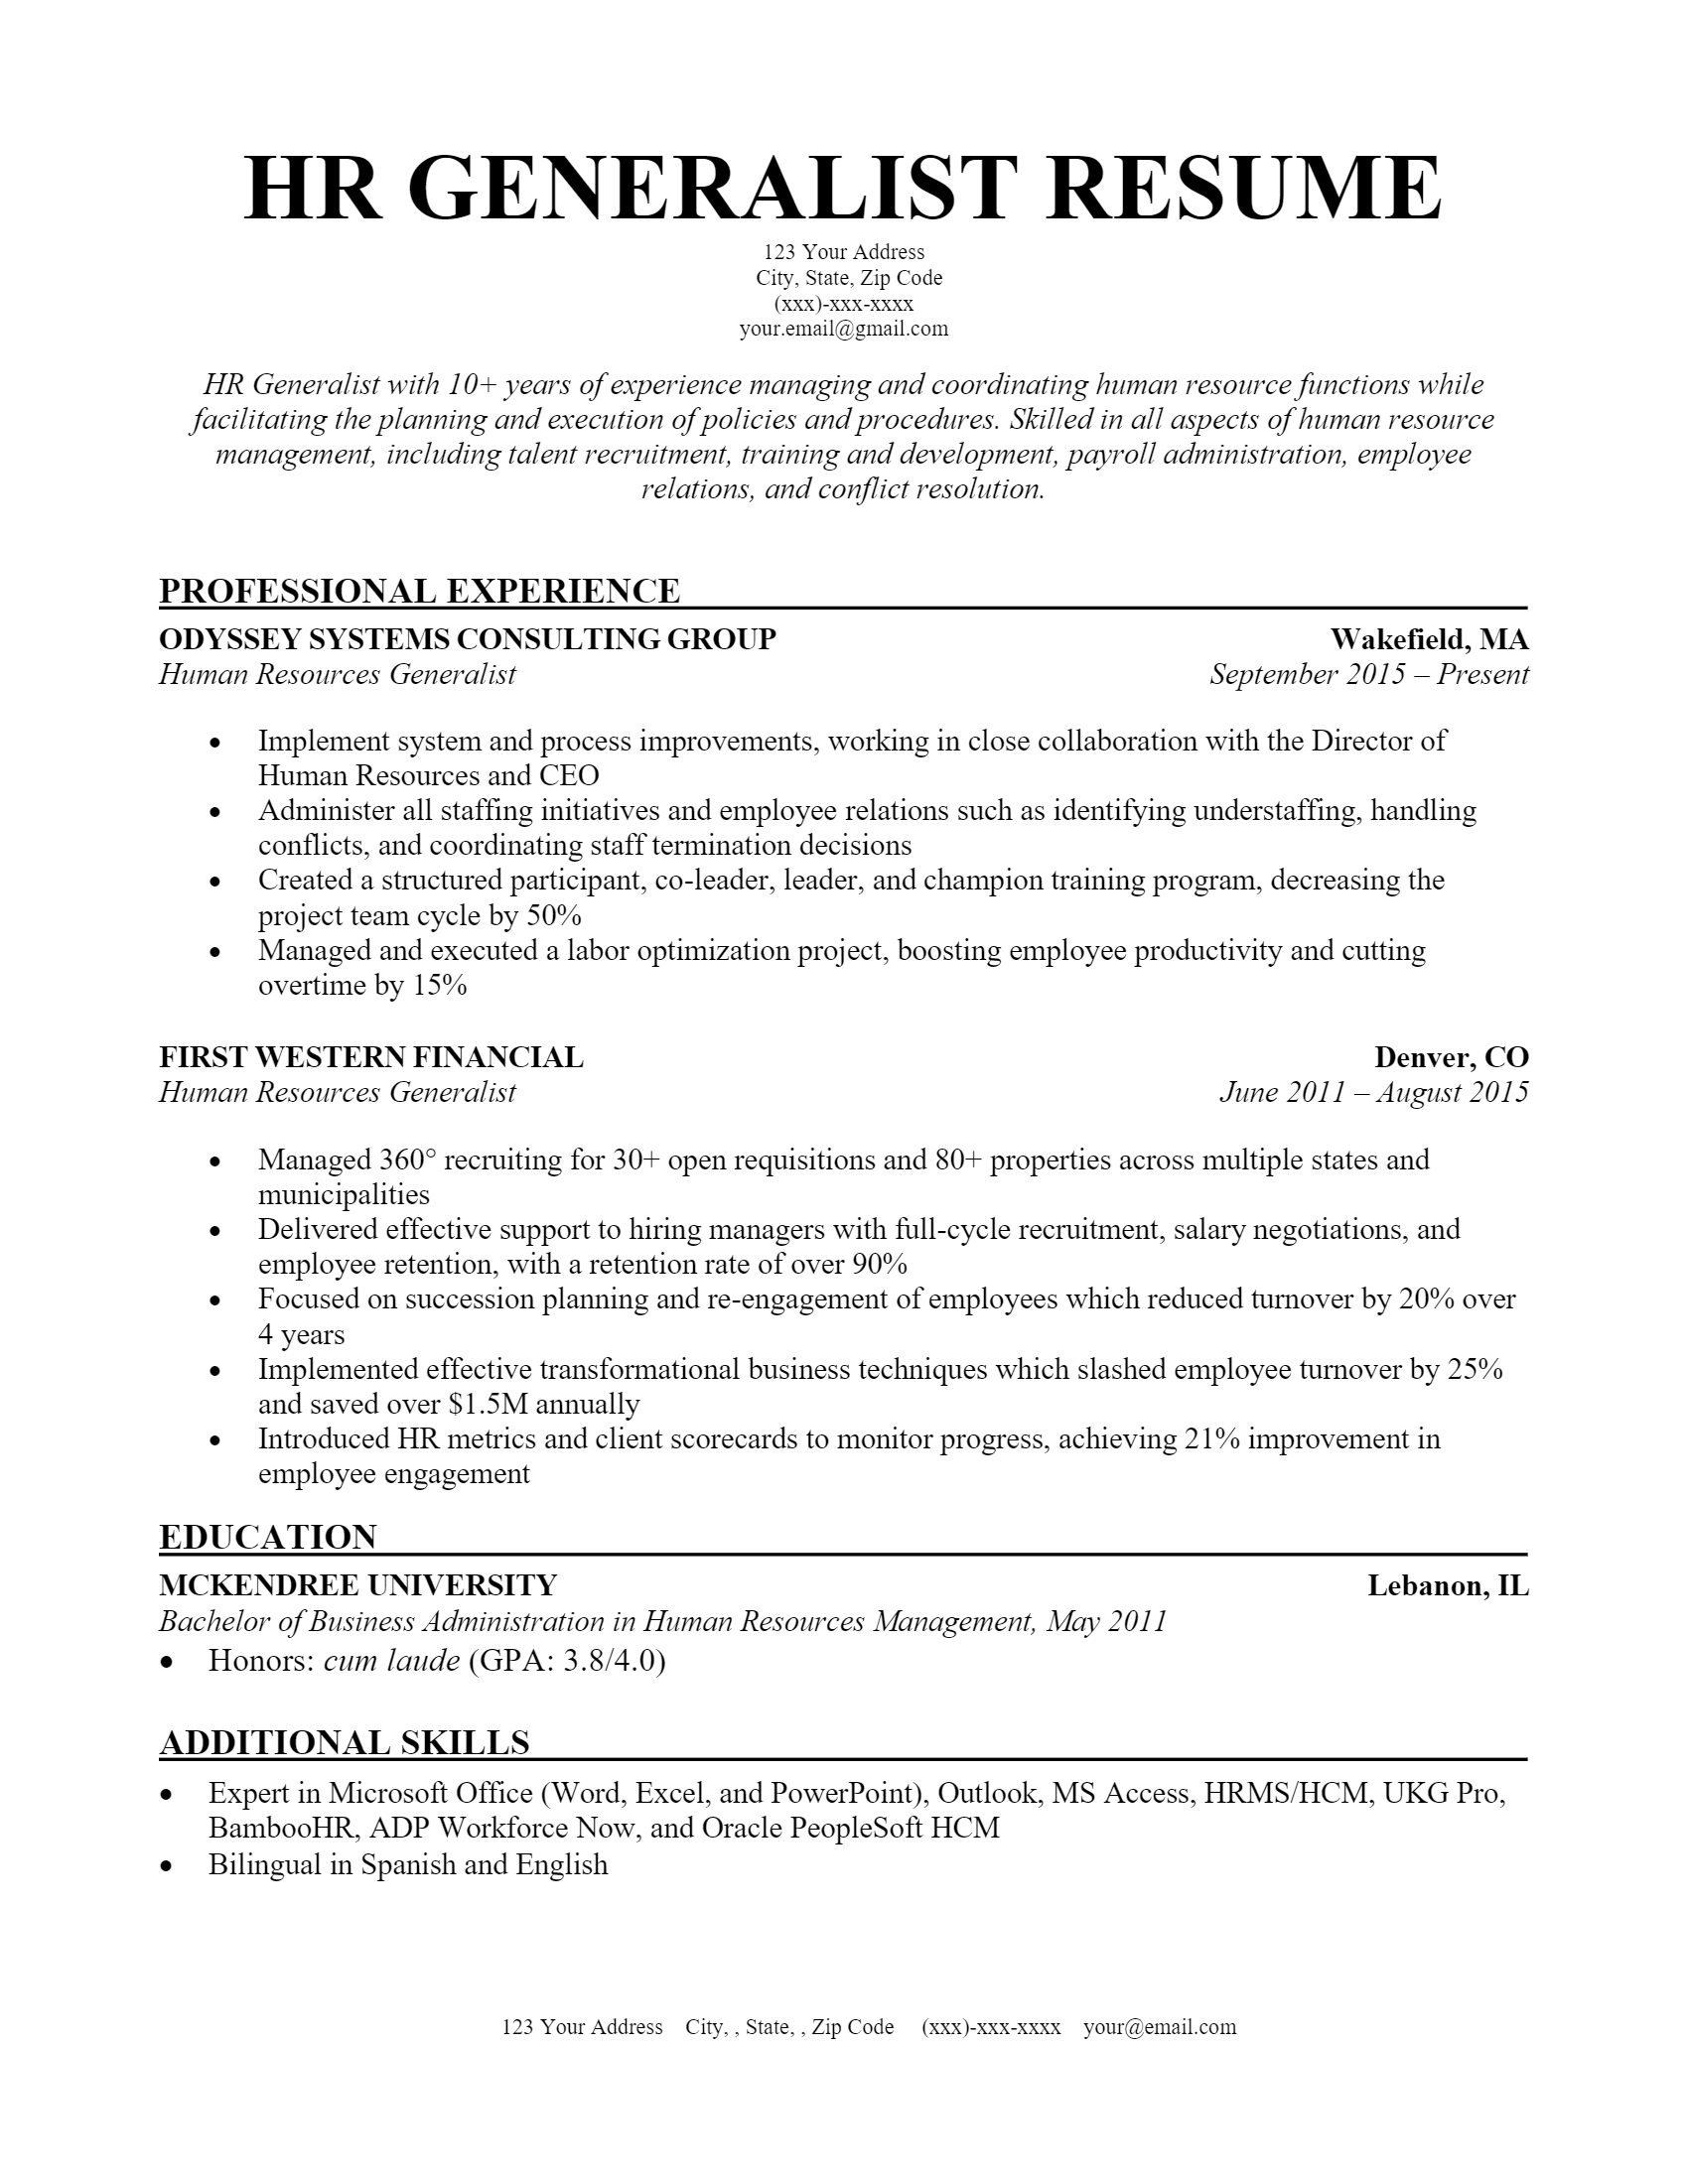 HR GENERALIST RESUME
123 Your Address
City, State, Zip Code
(xxx)-xxx-xxxx
your.email@gmail.com
HR Generalist with 10+ years of experience managing and coordinating human resource functions while
facilitating the planning and execution of policies and procedures. Skilled in all aspects of human resource
management, including talent recruitment, training and development, payroll administration, employee
relations, and conflict resolution.
PROFESSIONAL EXPERIENCE
ODYSSEY SYSTEMS CONSULTING GROUP Wakefield, MA
Human Resources Generalist September 2015 – Present
• Implement system and process improvements, working in close collaboration with the Director of
Human Resources and CEO
• Administer all staffing initiatives and employee relations such as identifying understaffing, handling
conflicts, and coordinating staff termination decisions
• Created a structured participant, co-leader, leader, and champion training program, decreasing the
project team cycle by 50%
• Managed and executed a labor optimization project, boosting employee productivity and cutting
overtime by 15%
FIRST WESTERN FINANCIAL Denver, CO
Human Resources Generalist June 2011 – August 2015
• Managed 360° recruiting for 30+ open requisitions and 80+ properties across multiple states and
municipalities
• Delivered effective support to hiring managers with full-cycle recruitment, salary negotiations, and
employee retention, with a retention rate of over 90%
• Focused on succession planning and re-engagement of employees which reduced turnover by 20% over
4 years
• Implemented effective transformational business techniques which slashed employee turnover by 25%
and saved over $1.5M annually
• Introduced HR metrics and client scorecards to monitor progress, achieving 21% improvement in
employee engagement
EDUCATION
MCKENDREE UNIVERSITY Lebanon, IL
Bachelor of Business Administration in Human Resources Management, May 2011
• Honors: cum laude (GPA: 3.8/4.0)
ADDITIONAL SKILLS
• Expert in Microsoft Office (Word, Excel, and PowerPoint), Outlook, MS Access, HRMS/HCM, UKG Pro,
BambooHR, ADP Workforce Now, and Oracle PeopleSoft HCM
• Bilingual in Spanish and English
123 Your Address City, , State, , Zip Code (xxx)-xxx-xxxx your@email.com